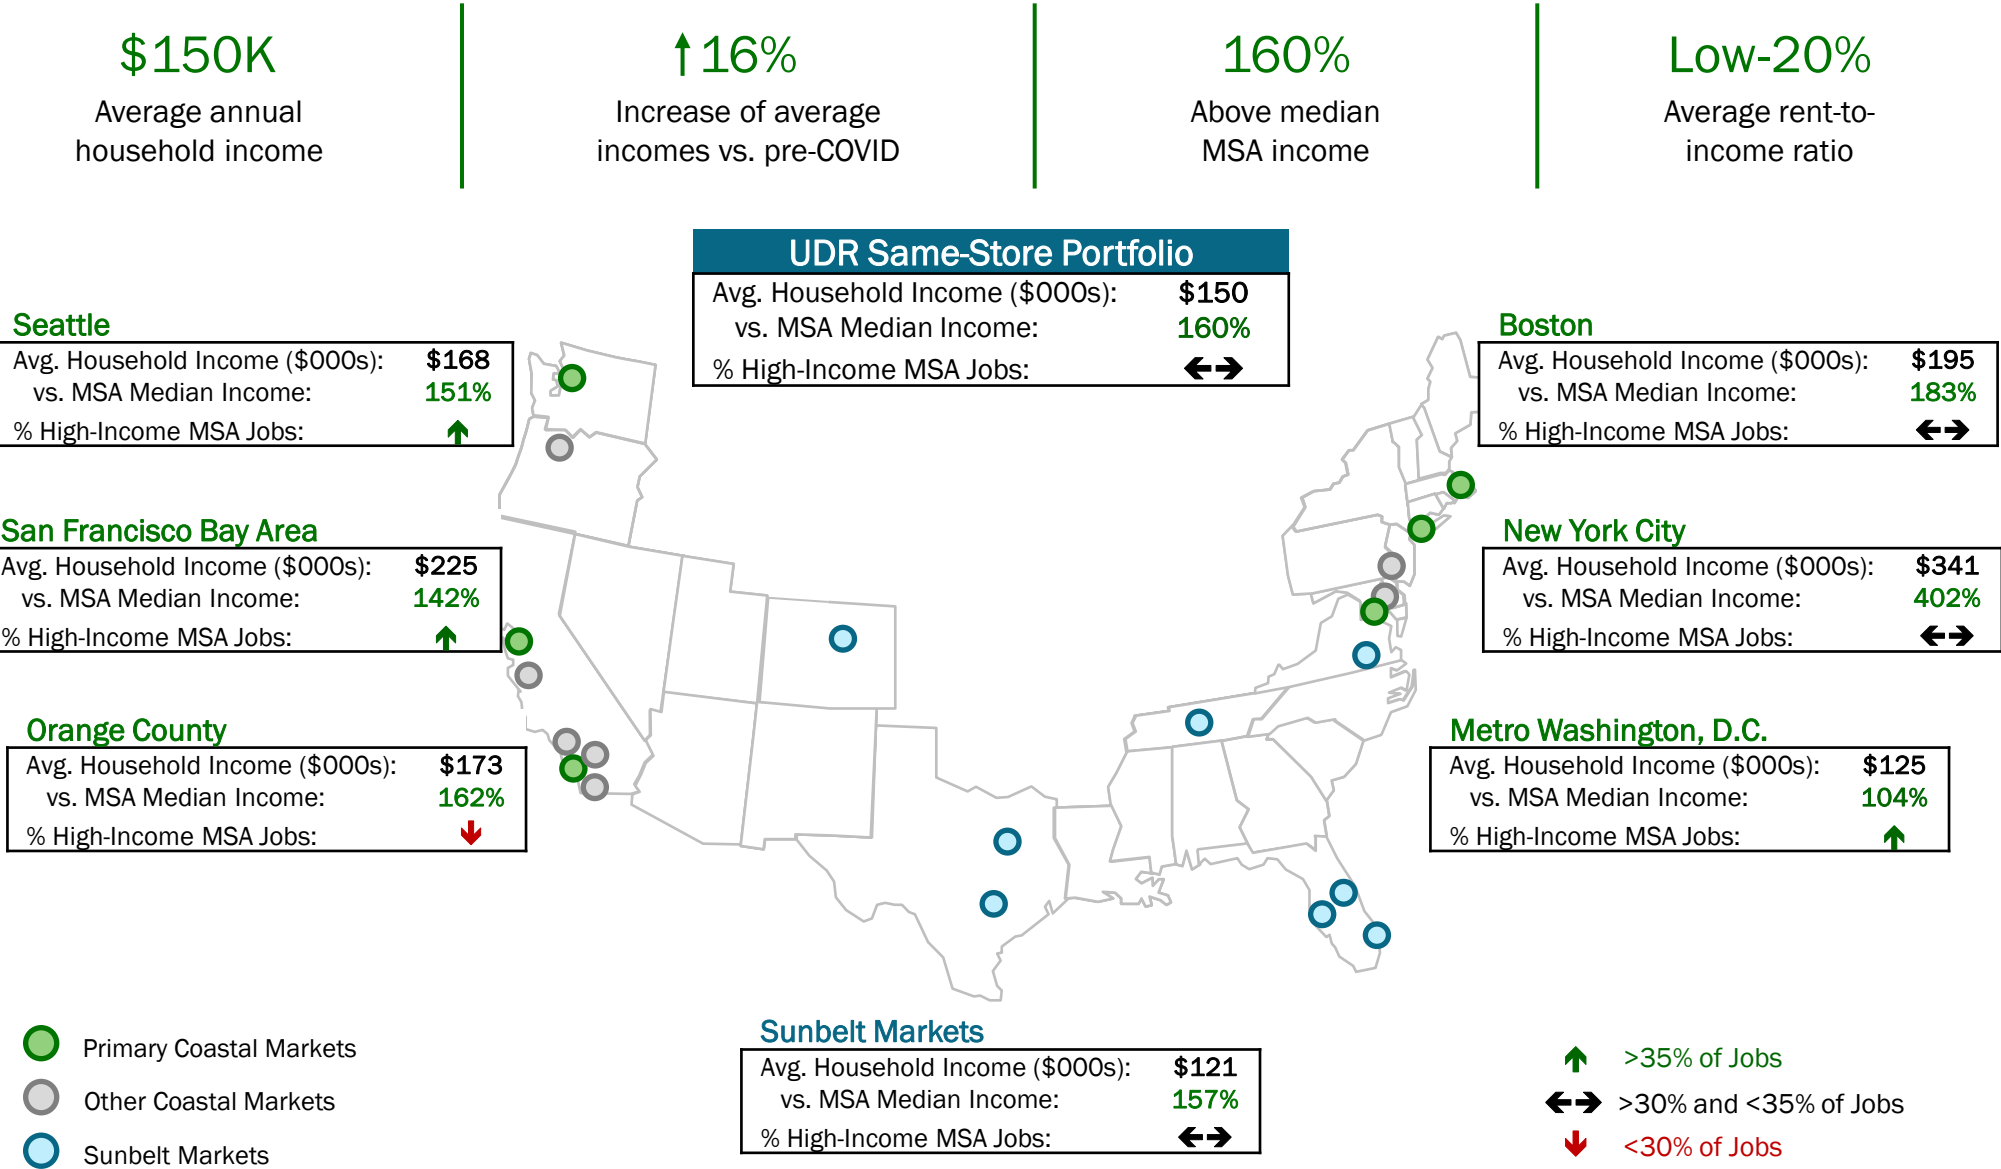 $150K
Average annual
household income
16%
Increase of average
incomes vs. pre-COVID
160%
Above median
MSA income
Low-20%
Average rent-to-
income ratio
UDR Same-Store Portfolio
Avg. Household Income ($000s): $150
vs. MSA Median Income: 160%
% High-Income MSA Jobs:
Seattle
Avg. Household Income ($000s): $168
vs. MSA Median Income: 151%
% High-Income MSA Jobs:
San Francisco Bay Area
Avg. Household Income ($000s): $225
vs. MSA Median Income: 142%
% High-Income MSA Jobs:
Orange County
Avg. Household Income ($000s): $173
vs. MSA Median Income: 162%
% High-Income MSA Jobs:
Boston
Avg. Household Income ($000s): $195
vs. MSA Median Income: 183%
% High-Income MSA Jobs:
New York City
Avg. Household Income ($000s): $341
vs. MSA Median Income: 402%
% High-Income MSA Jobs:
Metro Washington, D.C.
Avg. Household Income ($000s): $125
vs. MSA Median Income: 104%
% High-Income MSA Jobs:
Sunbelt Markets
Avg. Household Income ($000s): $121
vs. MSA Median Income: 157%
% High-Income MSA Jobs:
Primary Coastal Markets
Other Coastal Markets
Sunbelt Markets
>35% of Jobs
>30% and <35% of Jobs
<30% of Jobs